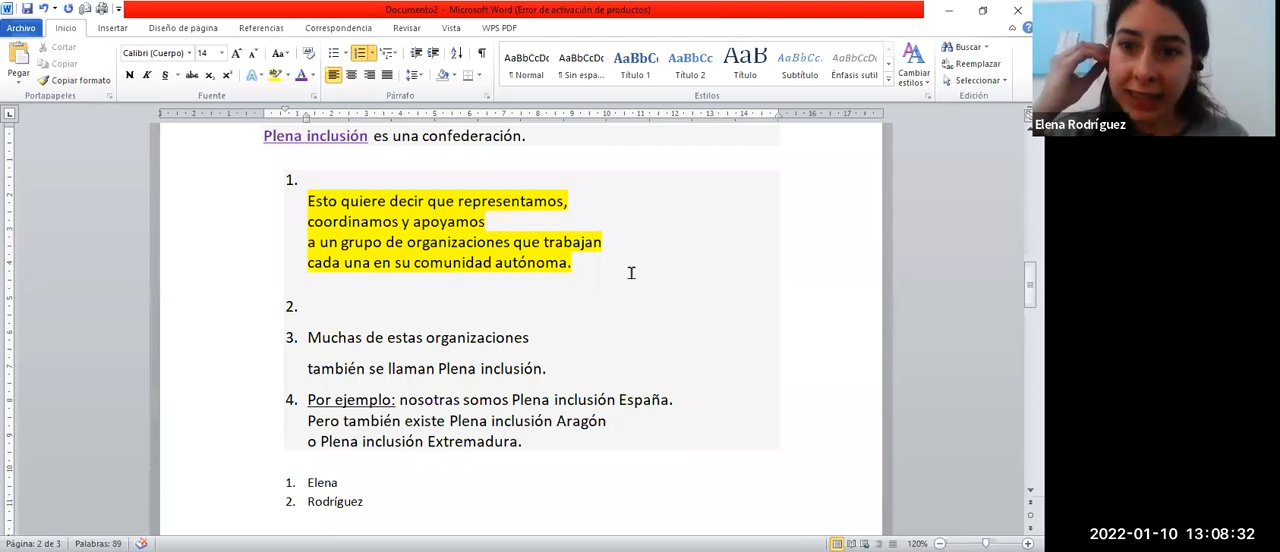 Documento2 - Microsoft Word (Error de activación de productos)
Archivo Inicio Insertar Diseño de página Referencias Correspondencia Revisar Vista WPS PDF
Cortar
Copiar
Copiar formato
Pegar
Calibri (Cuerpo) 14
Portapapeles Fuente Párrafo Estilos Edición
AaBbCcDc AaBbCcDc AaBbC AaBbCc AaB AaBbCc. AaBbCcDc
¶ Normal ¶ Sin espa... Título 1 Título 2 Título Subtítulo Énfasis sutil
Cambiar estilos
Buscar
Reemplazar
Seleccionar
Elena Rodríguez
Plena inclusión es una confederación.
1.
Esto quiere decir que representamos,
coordinamos y apoyamos
a un grupo de organizaciones que trabajan
cada una en su comunidad autónoma.
2.
3. Muchas de estas organizaciones
también se llaman Plena inclusión.
4. Por ejemplo: nosotras somos Plena inclusión España.
Pero también existe Plena inclusión Aragón
o Plena inclusión Extremadura.
1. Elena
2. Rodríguez
Página: 2 de 3 Palabras: 89 120%
2022-01-10 13:08:32